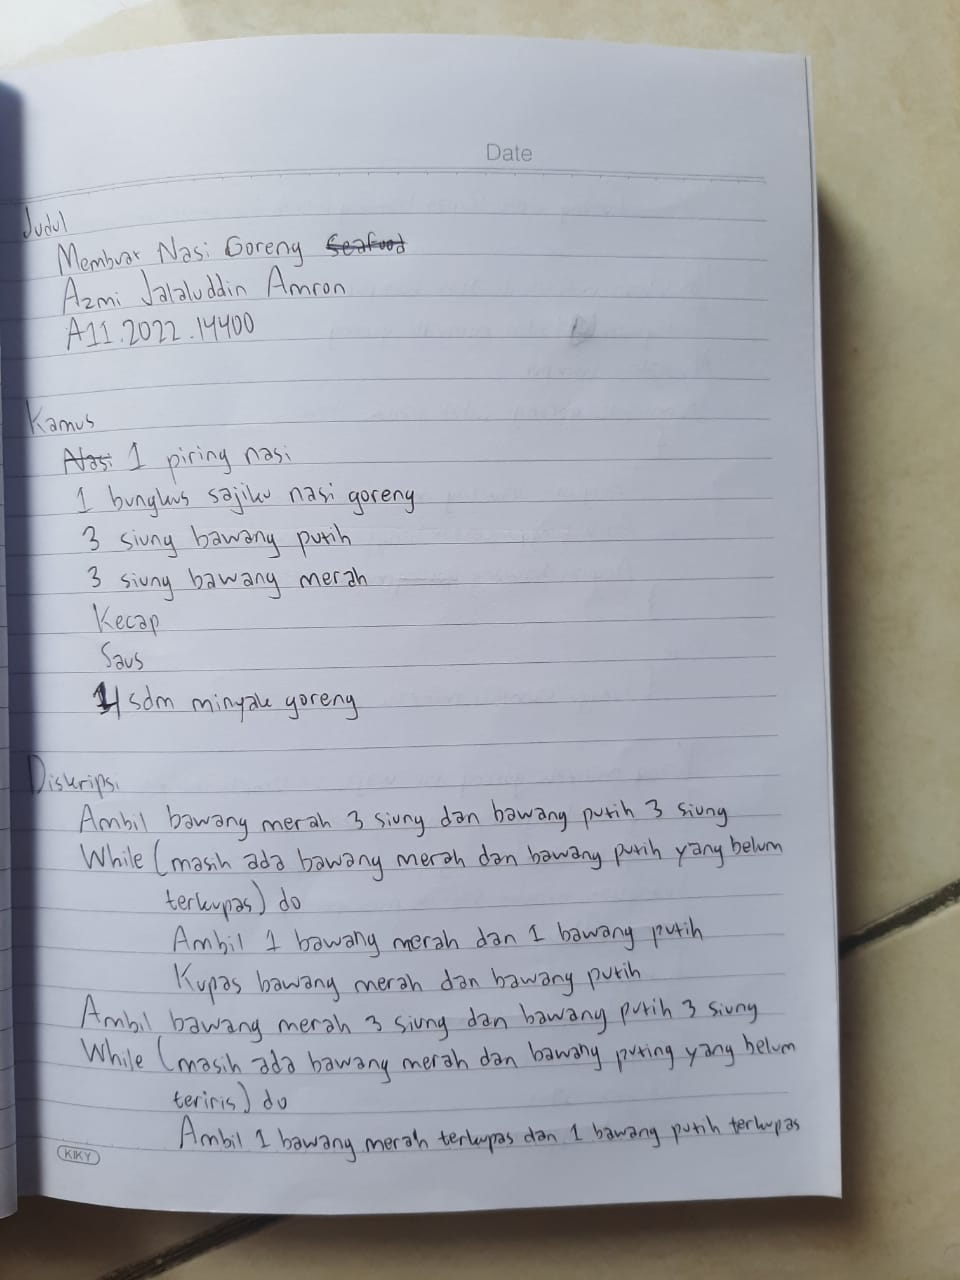 Date
Judul
Membuat Nasi Goreng Seafood
Azmi Jalaluddin Amron
A11.2022.14400
Kamus
Nasi 1 piring nasi
1 bungkus sajiku nasi goreng
3 siung bawang putih
3 siung bawang merah
Kecap
Saus
4 sdm minyak goreng
Diskripsi
Ambil bawang merah 3 siung dan bawang putih 3 siung
While (masih ada bawang merah dan bawang putih yang belum
terkupas) do
Ambil 1 bawang merah dan 1 bawang putih
Kupas bawang merah dan bawang putih
Ambil bawang merah 3 siung dan bawang putih 3 siung
While (masih ada bawang merah dan bawang puting yang belum
teriris) do
Ambil 1 bawang merah terkupas dan 1 bawang putih terkupas
KIKY